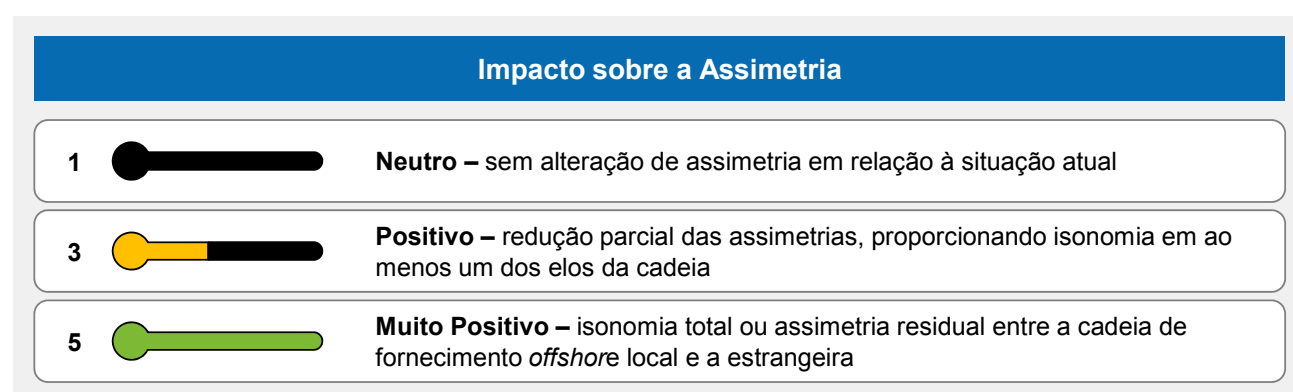 Impacto sobre a Assimetria
1 Neutro – sem alteração de assimetria em relação à situação atual
3 Positivo – redução parcial das assimetrias, proporcionando isonomia em ao
menos um dos elos da cadeia
5 Muito Positivo – isonomia total ou assimetria residual entre a cadeia de
fornecimento offshore local e a estrangeira